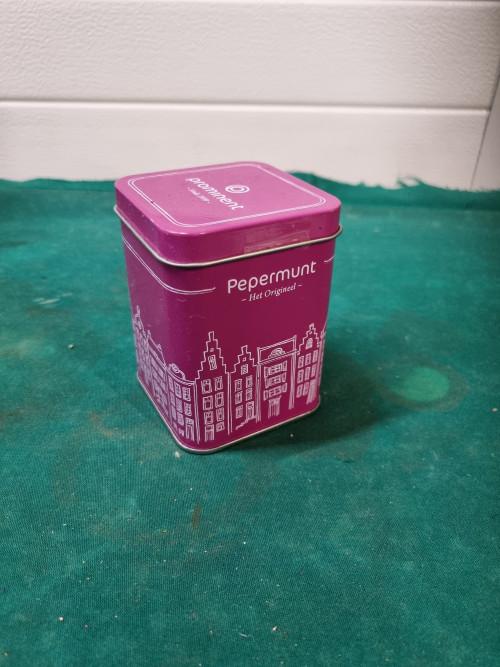 prominent
Pepermunt
~ Het Origineel ~